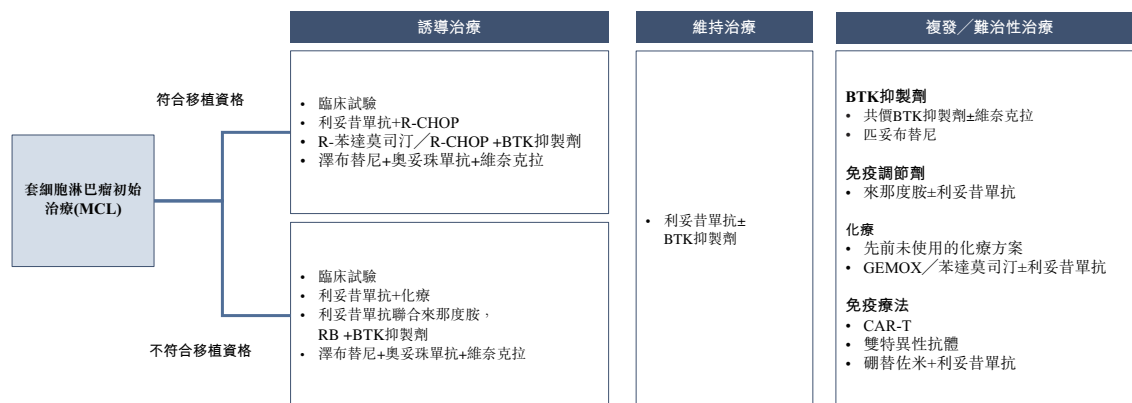 誘導治療
維持治療
複發╱難治性治療
符合移植資格
套細胞淋巴瘤初始
治療(MCL)
不符合移植資格
• 臨床試驗
• 利妥昔單抗+R-CHOP
• R-苯達莫司汀╱R-CHOP +BTK抑製劑
• 澤布替尼+奧妥珠單抗+維奈克拉
• 臨床試驗
• 利妥昔單抗+化療
• 利妥昔單抗聯合來那度胺，
RB +BTK抑製劑
• 澤布替尼+奧妥珠單抗+維奈克拉
• 利妥昔單抗±
BTK抑製劑
BTK抑製劑
• 共價BTK抑製劑±維奈克拉
• 匹妥布替尼
免疫調節劑
• 來那度胺±利妥昔單抗
化療
• 先前未使用的化療方案
• GEMOX╱苯達莫司汀±利妥昔單抗
免疫療法
• CAR-T
• 雙特異性抗體
• 硼替佐米+利妥昔單抗